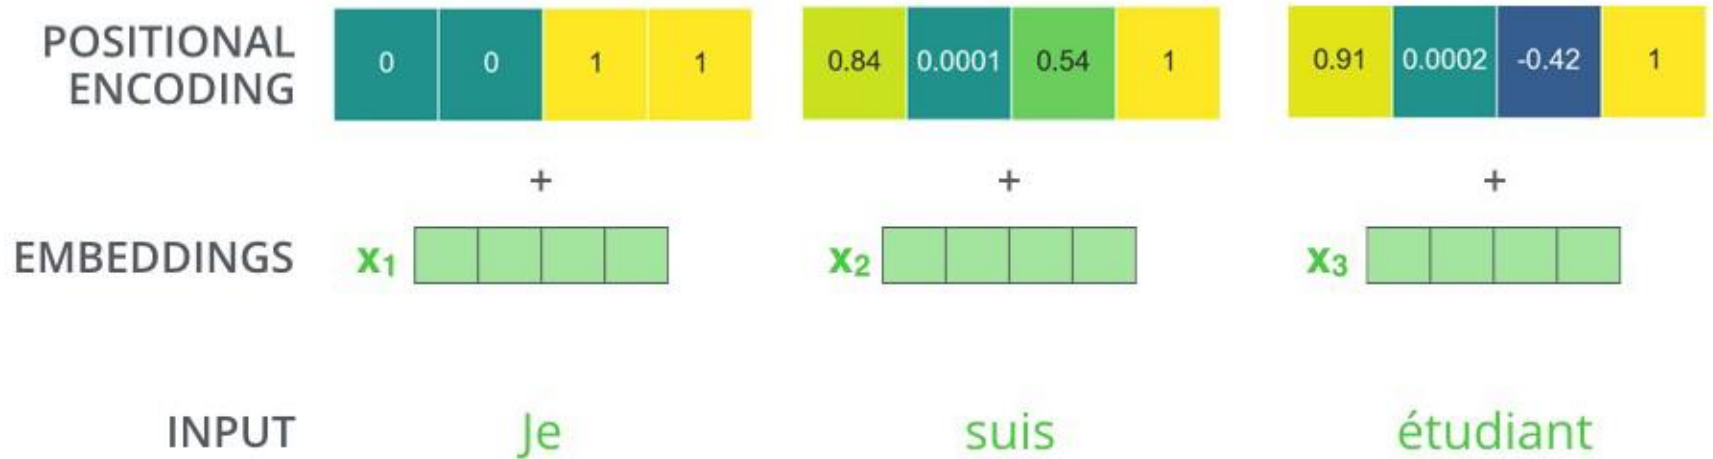 POSITIONAL
ENCODING
0 0 1 1
0.84 0.0001 0.54 1
0.91 0.0002 -0.42 1
+ + +
EMBEDDINGS
x1
x2
x3
INPUT
Je
suis
étudiant